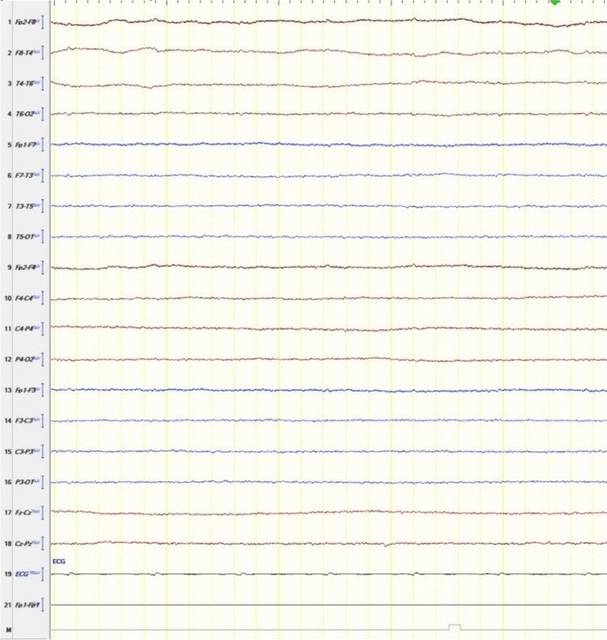 1 Fp2-F8
2 F8-T4
3 T4-T6
4 T6-O2
5 Fp1-F7
6 F7-T3
7 T3-T5
8 T5-O1
9 Fp2-F4
10 F4-C4
11 C4-P4
12 P4-O2
13 Fp1-F3
14 F3-C3
15 C3-P3
16 P3-O1
17 Fz-Cz
18 Cz-Pz
ECG
19 ECG
21 Fp1-Fp1
M